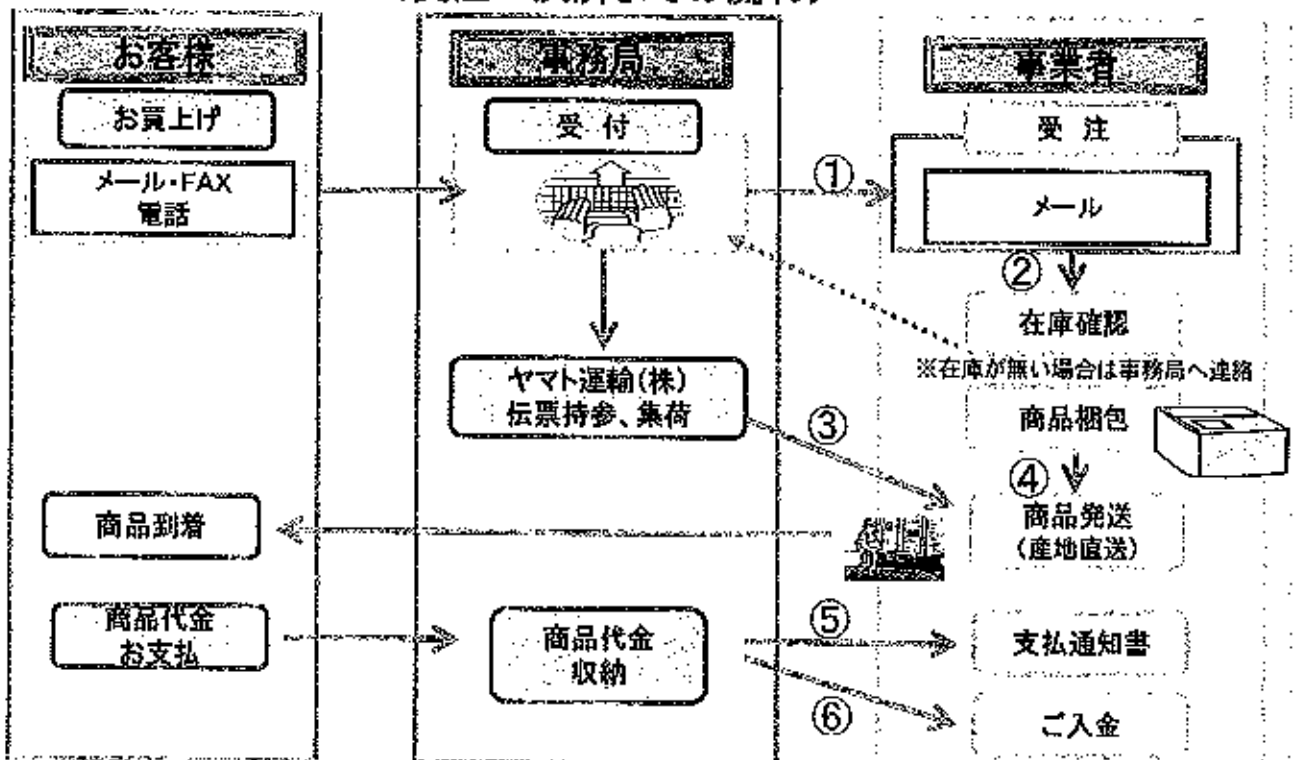 お客様
お買上げ
メール・FAX
電話
商品到着
商品代金
お支払
事務局
受 付
ヤマト運輸(株)
伝票持参、集荷
商品代金
収納
①
③
⑤
⑥
事業者
受 注
メール
②
在庫確認
※在庫が無い場合は事務局へ連絡
商品梱包
④
商品発送
(産地直送)
支払通知書
ご入金